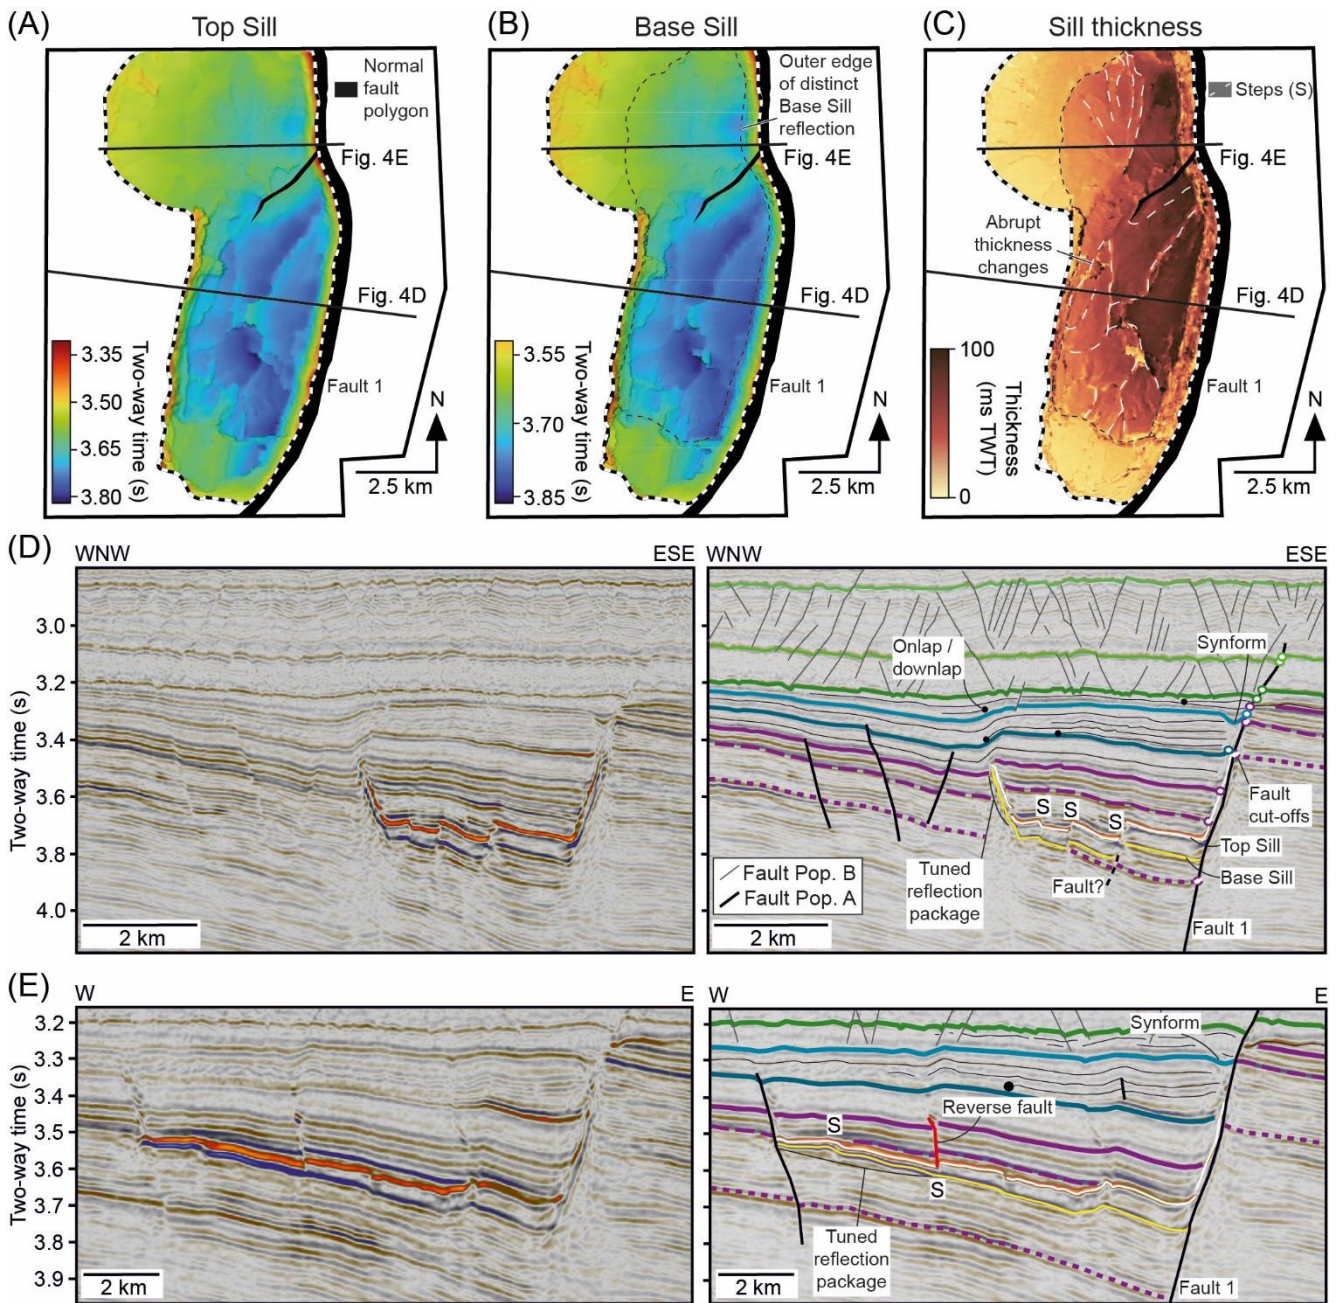 (A)
Top Sill
Normal
fault
polygon
Fig. 4E
Fig. 4D
3.35
3.50
3.65
3.80
Two-way time (s)
Fault 1
N
2.5 km
(B)
Base Sill
Outer edge
of distinct
Base Sill
reflection
Fig. 4E
Fig. 4D
3.55
3.70
3.85
Two-way time (s)
Fault 1
N
2.5 km
(C)
Sill thickness
Steps (S)
Fig. 4E
Abrupt
thickness
changes
Fig. 4D
100
0
Thickness
(ms TWT)
Fault 1
N
2.5 km
(D)
WNW
ESE
Two-way time (s)
3.0
3.2
3.4
3.6
3.8
4.0
2 km
WNW
ESE
Onlap /
downlap
Synform
S
S
S
Fault
cut-offs
Top Sill
Base Sill
Tuned
reflection
package
Fault?
Fault Pop. B
Fault Pop. A
Fault 1
2 km
(E)
W
E
Two-way time (s)
3.2
3.3
3.4
3.5
3.6
3.7
3.8
3.9
2 km
W
E
Synform
Reverse fault
S
S
Tuned
reflection
package
Fault 1
2 km